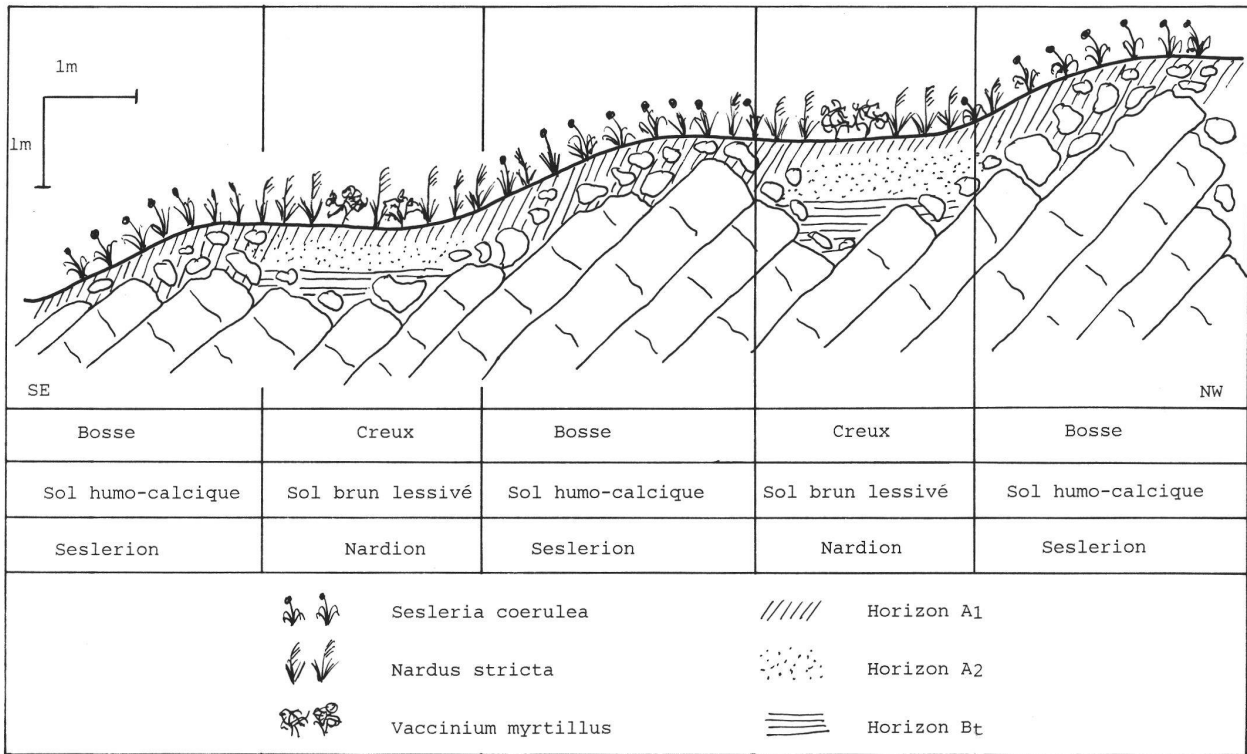 1m
1m
SE NW
Bosse Creux Bosse Creux Bosse
Sol humo-calcique Sol brun lessivé Sol humo-calcique Sol brun lessivé Sol humo-calcique
Seslerion Nardion Seslerion Nardion Seslerion
Sesleria coerulea Horizon A1
Nardus stricta Horizon A2
Vaccinium myrtillus Horizon Bt